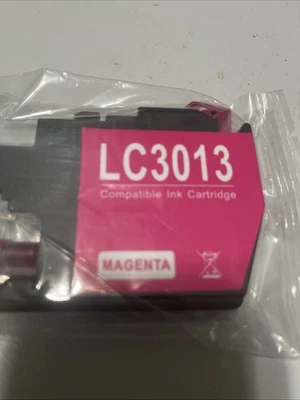 LC3013
Compatible Ink Cartridge
MAGENTA